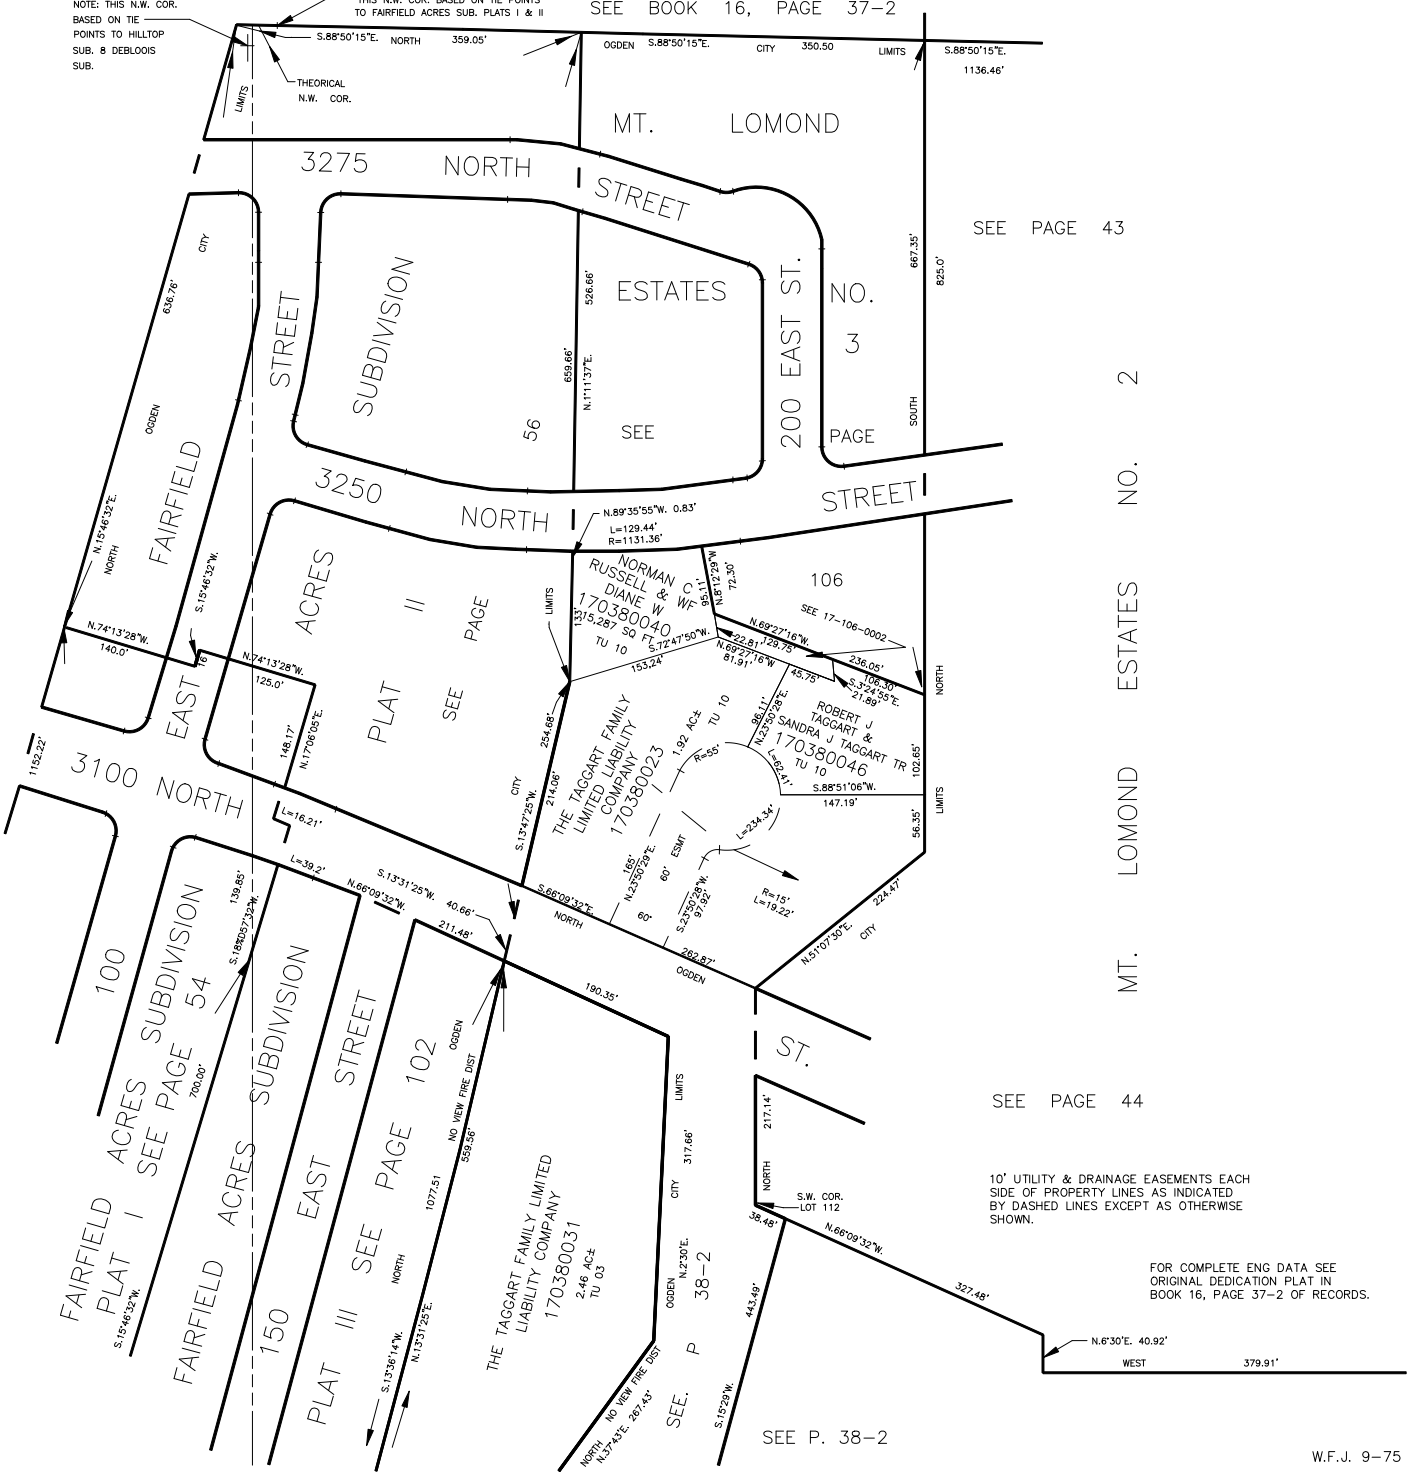 NOTE: THIS N.W. COR.
BASED ON TIE
POINTS TO HILLTOP
SUB. 8 DEBLOOIS
SUB.
THIS N.W. COR. BASED ON TIE POINTS
TO FAIRFIELD ACRES SUB. PLATS I & II
SEE BOOK 16, PAGE 37-2
S.88°50'15"E. NORTH 359.05'
OGDEN S.88°50'15"E. CITY 350.50 LIMITS
S.88°50'15"E.
1136.46'
THEORICAL
N.W. COR.
LIMITS
MT. LOMOND
3275 NORTH STREET
SEE PAGE 43
CITY
636.76'
OGDEN
N.15°46'32"E.
NORTH
FAIRFIELD
STREET
SUBDIVISION
56
526.66'
659.66'
N.1°11'37"E.
ESTATES
NO.
3
SEE
PAGE
200 EAST ST.
667.35'
825.0'
SOUTH
3250 NORTH STREET
N.89°35'55"W. 0.83'
L=129.44'
R=1131.36'
S.15°46'32"W.
ACRES
PLAT II
SEE PAGE
LIMITS
NORMAN C
RUSSELL & WF
DIANE W
170380040
15,287 SQ FT
TU 10
S.72°47'50"W.
153.24'
95.11'
N.8°12'29"W
72.30'
106
SEE 17-106-0002
N.69°27'16"W.
22.81'
129.75'
N.69°27'16"W
81.91'
45.75'
236.05'
106.30'
S.3°24'55"E.
21.89'
NORTH
N.74°13'28"W.
140.0'
16
N.74°13'28"W.
125.0'
EAST
148.17'
N.17°06'05"E.
254.68'
214.06'
CITY
S.13°47'25"W.
THE TAGGART FAMILY
LIMITED LIABILITY
COMPANY
170380023
1.92 AC±
TU 10
R=55'
96.11'
N.23°50'28"E.
L=62.41'
ROBERT J
TAGGART &
SANDRA J TAGGART TR
170380046
TU 10
S.88°51'06"W.
147.19'
102.65'
LIMITS
56.35'
L=234.34'
165'
N.23°50'29"E.
60' ESMT
60'
S.23°50'28"W.
97.92'
R=15'
L=19.22'
224.47'
N.51°07'30"E.
CITY
1152.22'
3100 NORTH
L=16.21'
L=39.2'
S.13°31'25"W.
N.66°09'32"W.
40.66'
211.48'
S.66°09'32"E.
NORTH
262.87'
OGDEN
190.35'
ST.
139.85'
S.18%D57'32"W.
100
54
700.00'
FAIRFIELD ACRES SUBDIVISION
PLAT I SEE PAGE
S.15°46'32"W.
FAIRFIELD ACRES SUBDIVISION
150 EAST STREET
PLAT III SEE PAGE 102
OGDEN
NO VIEW FIRE DIST
559.56'
1077.51
NORTH
N.13°31'25"E.
S.13°36'14"W.
THE TAGGART FAMILY LIMITED
LIABILITY COMPANY
170380031
2.46 AC±
TU 03
LIMITS
317.66'
CITY
N.2°30'E.
OGDEN
SEE. P 38-2
NO VIEW FIRE DIST
NORTH
N.37°43'E. 267.43'
217.14'
NORTH
S.W. COR.
LOT 112
38.48'
N.66°09'32"W.
327.48'
443.49'
S.15°29'W.
SEE P. 38-2
MT. LOMOND ESTATES NO. 2
SEE PAGE 44
10' UTILITY & DRAINAGE EASEMENTS EACH
SIDE OF PROPERTY LINES AS INDICATED
BY DASHED LINES EXCEPT AS OTHERWISE
SHOWN.
FOR COMPLETE ENG DATA SEE
ORIGINAL DEDICATION PLAT IN
BOOK 16, PAGE 37-2 OF RECORDS.
N.6°30'E. 40.92'
WEST 379.91'
W.F.J. 9-75